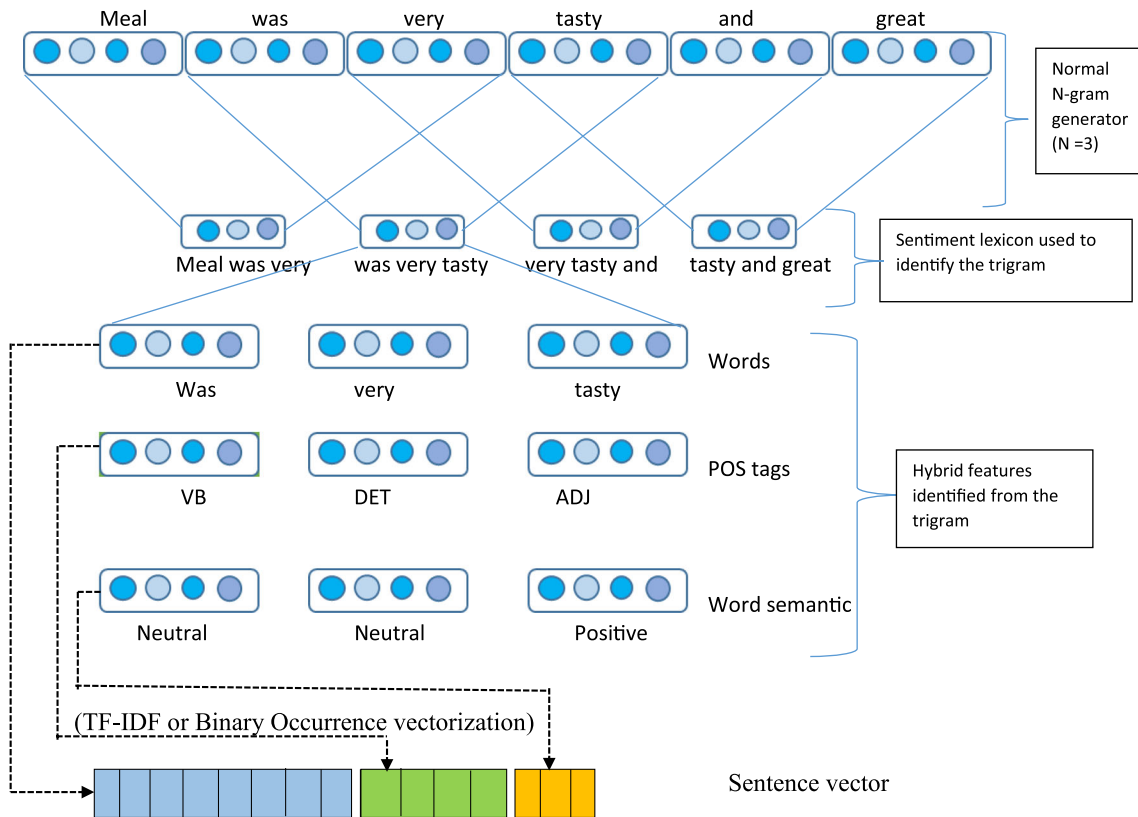 Meal was very tasty and great
Normal
N-gram
generator
(N =3)
Meal was very was very tasty very tasty and tasty and great
Sentiment lexicon used to
identify the trigram
Words
Was very tasty
POS tags
VB DET ADJ
Hybrid features
identified from the
trigram
Word semantic
Neutral Neutral Positive
(TF-IDF or Binary Occurrence vectorization)
Sentence vector